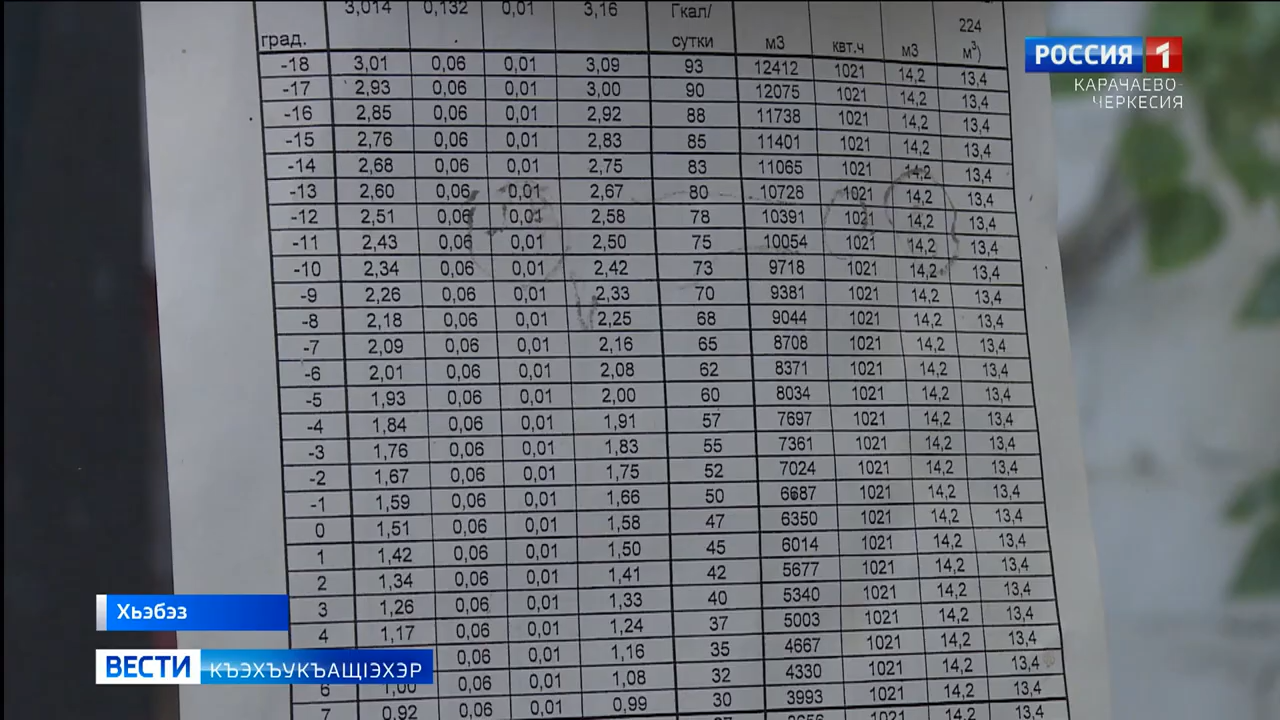 3,014 0,132 0,01 3,16 Гкал/ 224
град. сутки м3 квт.ч м3 м³)
-18 3,01 0,06 0,01 3,09 93 12412 1021 14,2 13,4
-17 2,93 0,06 0,01 3,00 90 12075 1021 14,2 13,4
-16 2,85 0,06 0,01 2,92 88 11738 1021 14,2 13,4
-15 2,76 0,06 0,01 2,83 85 11401 1021 14,2 13,4
-14 2,68 0,06 0,01 2,75 83 11065 1021 14,2 13,4
-13 2,60 0,06 0,01 2,67 80 10728 1021 14,2 13,4
-12 2,51 0,06 0,01 2,58 78 10391 1021 14,2 13,4
-11 2,43 0,06 0,01 2,50 75 10054 1021 14,2 13,4
-10 2,34 0,06 0,01 2,42 73 9718 1021 14,2 13,4
-9 2,26 0,06 0,01 2,33 70 9381 1021 14,2 13,4
-8 2,18 0,06 0,01 2,25 68 9044 1021 14,2 13,4
-7 2,09 0,06 0,01 2,16 65 8708 1021 14,2 13,4
-6 2,01 0,06 0,01 2,08 62 8371 1021 14,2 13,4
-5 1,93 0,06 0,01 2,00 60 8034 1021 14,2 13,4
-4 1,84 0,06 0,01 1,91 57 7697 1021 14,2 13,4
-3 1,76 0,06 0,01 1,83 55 7361 1021 14,2 13,4
-2 1,67 0,06 0,01 1,75 52 7024 1021 14,2 13,4
-1 1,59 0,06 0,01 1,66 50 6687 1021 14,2 13,4
0 1,51 0,06 0,01 1,58 47 6350 1021 14,2 13,4
1 1,42 0,06 0,01 1,50 45 6014 1021 14,2 13,4
2 1,34 0,06 0,01 1,41 42 5677 1021 14,2 13,4
3 1,26 0,06 0,01 1,33 40 5340 1021 14,2 13,4
4 1,17 0,06 0,01 1,24 37 5003 1021 14,2 13,4
0,06 0,01 1,16 35 4667 1021 14,2 13,4
6 1,00 0,06 0,01 1,08 32 4330 1021 14,2 13,4
7 0,92 0,06 0,01 0,99 30 3993 1021 14,2 13,4
РОССИЯ 1
КАРАЧАЕВО-
ЧЕРКЕСИЯ
Хьэбэз
ВЕСТИ КЪЭХЪУКЪАЩІЭХЭР